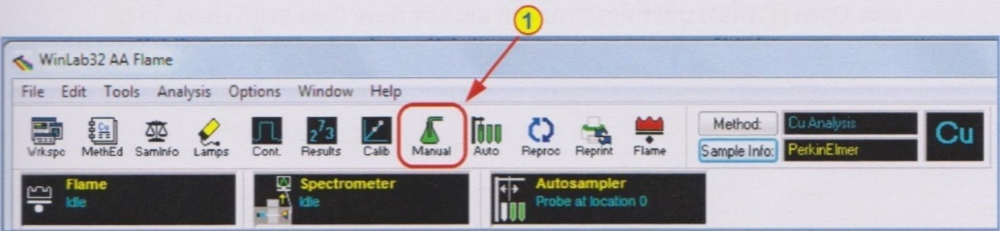 1
WinLab32 AA Flame
File Edit Tools Analysis Options Window Help
Wrkspc MethEd SamInfo Lamps Cont. Results Calib Manual Auto Reproc Reprint Flame
Method: Cu Analysis
Sample Info: PerkinElmer
Cu
Flame
Idle
Spectrometer
Idle
Autosampler
Probe at location 0